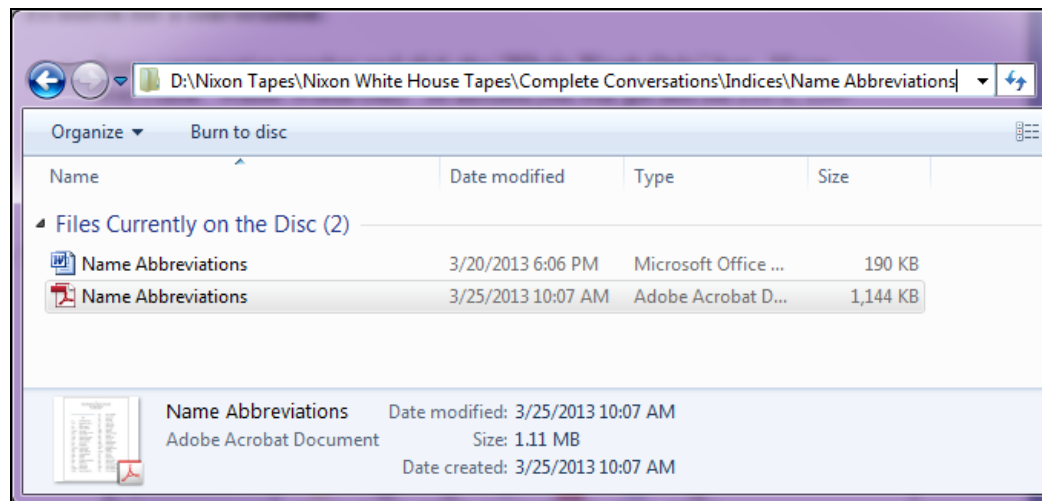 D:\Nixon Tapes\Nixon White House Tapes\Complete Conversations\Indices\Name Abbreviations
Organize Burn to disc
Name Date modified Type Size
Files Currently on the Disc (2)
Name Abbreviations 3/20/2013 6:06 PM Microsoft Office ... 190 KB
Name Abbreviations 3/25/2013 10:07 AM Adobe Acrobat D... 1,144 KB
Name Abbreviations Date modified: 3/25/2013 10:07 AM
Adobe Acrobat Document Size: 1.11 MB
Date created: 3/25/2013 10:07 AM